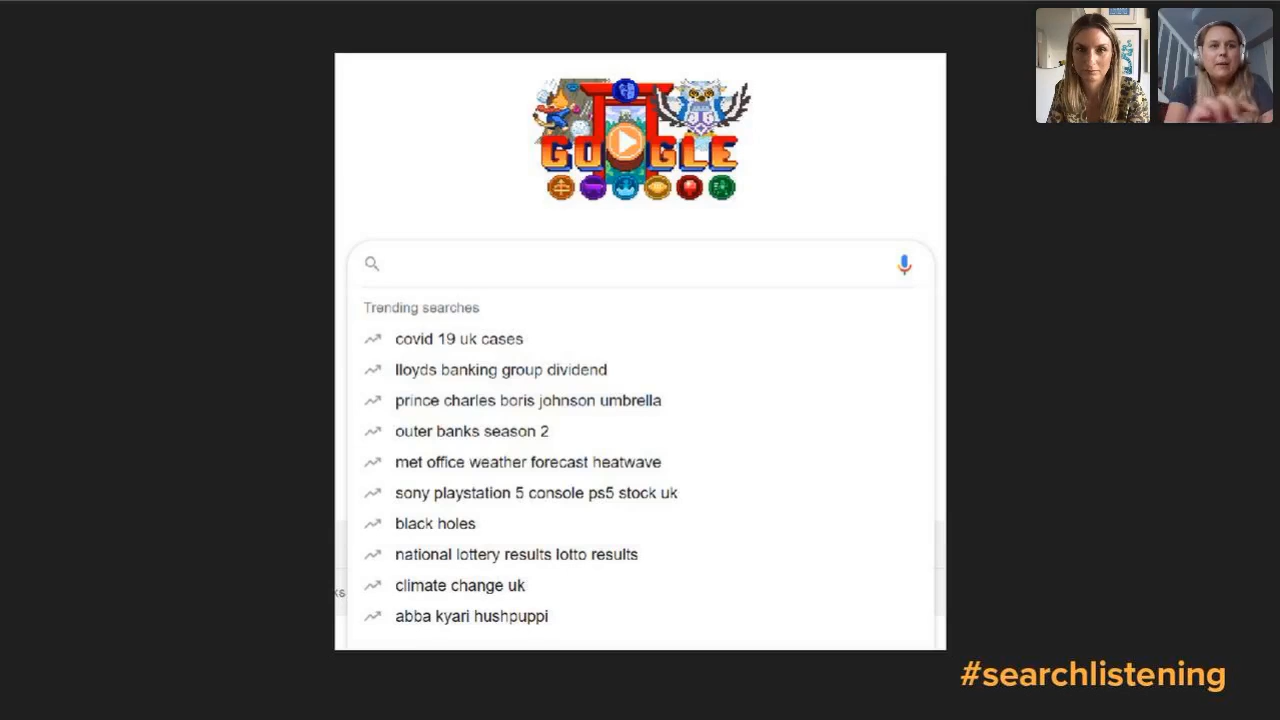 GOOGLE
Trending searches
covid 19 uk cases
lloyds banking group dividend
prince charles boris johnson umbrella
outer banks season 2
met office weather forecast heatwave
sony playstation 5 console ps5 stock uk
black holes
national lottery results lotto results
climate change uk
ks
abba kyari hushpuppi
#searchlistening